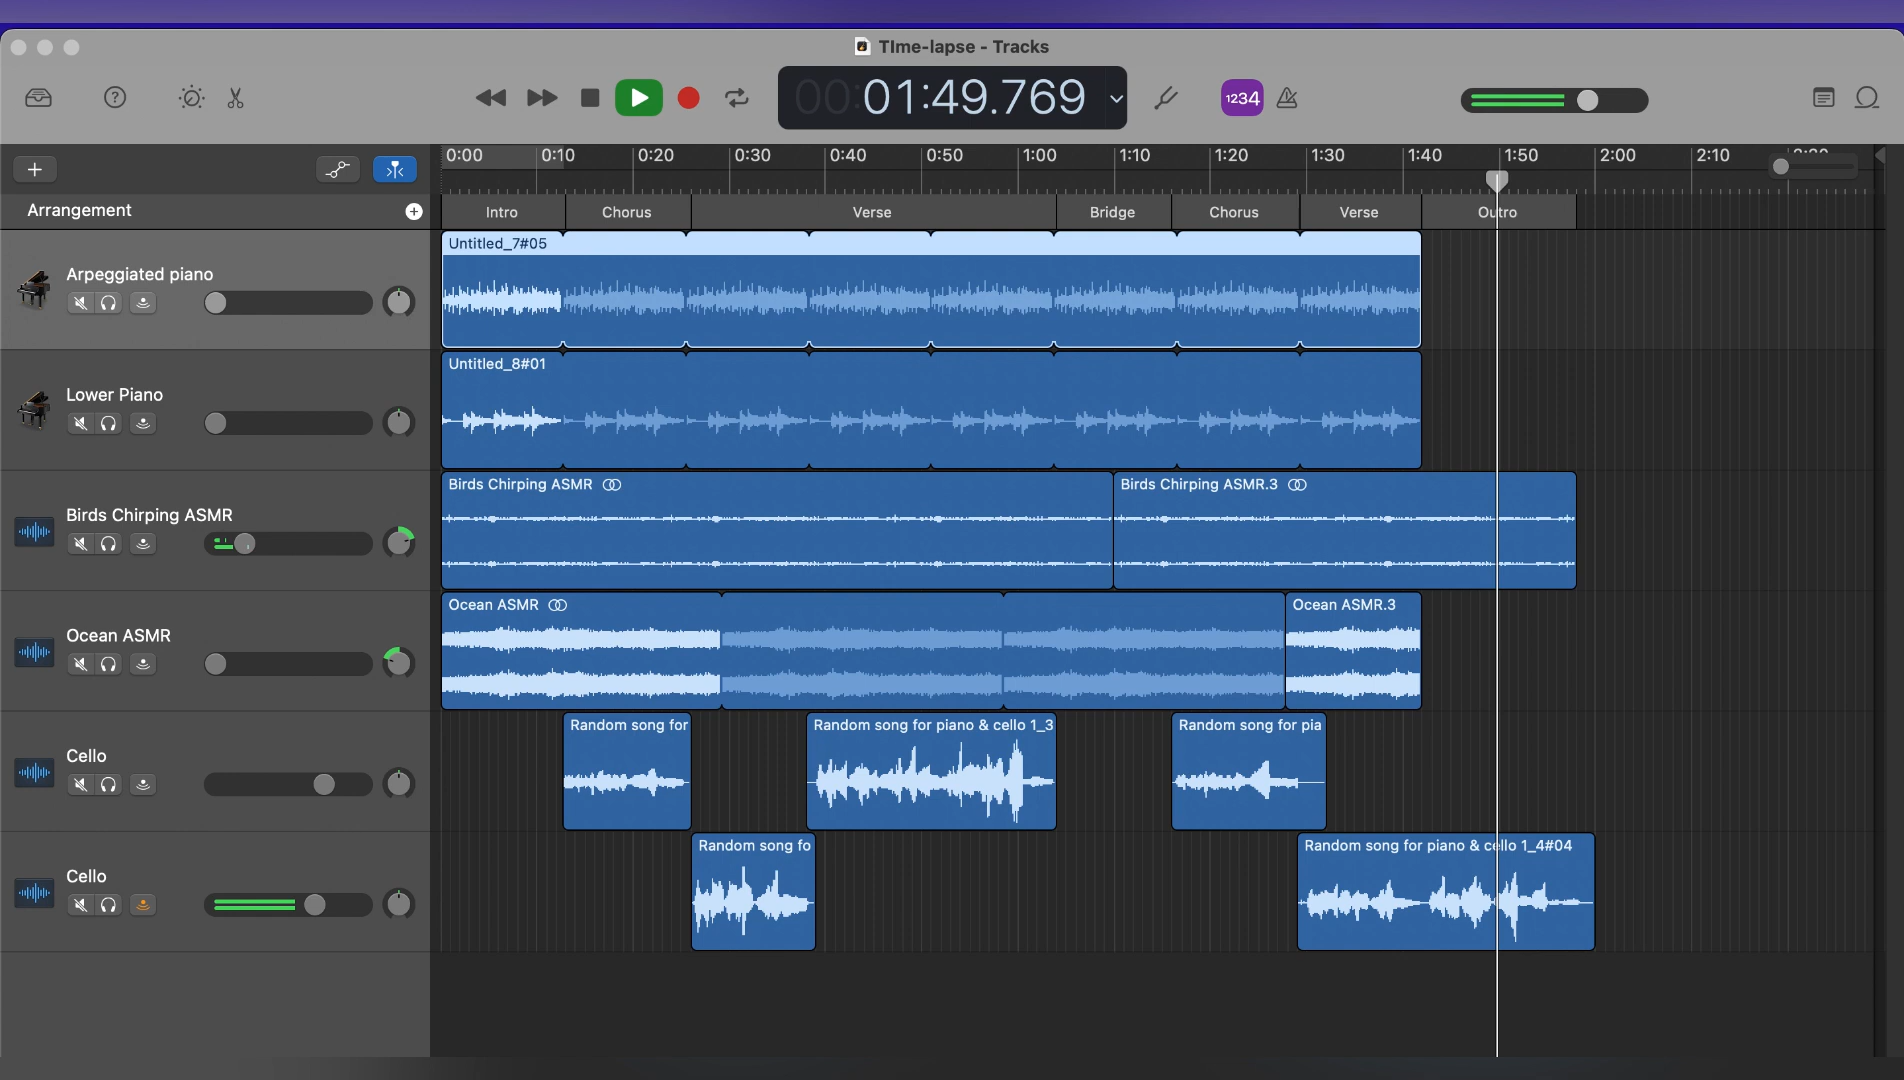 TIme-lapse - Tracks
00:01:49.769
1234
0:00 0:10 0:20 0:30 0:40 0:50 1:00 1:10 1:20 1:30 1:40 1:50 2:00 2:10 2:20
Arrangement
Intro Chorus Verse Bridge Chorus Verse Outro
Arpeggiated piano
Untitled_7#05
Lower Piano
Untitled_8#01
Birds Chirping ASMR
Birds Chirping ASMR Birds Chirping ASMR.3
Ocean ASMR
Ocean ASMR Ocean ASMR.3
Cello
Random song for Random song for piano & cello 1_3 Random song for pia
Cello
Random song fo Random song for piano & cello 1_4#04